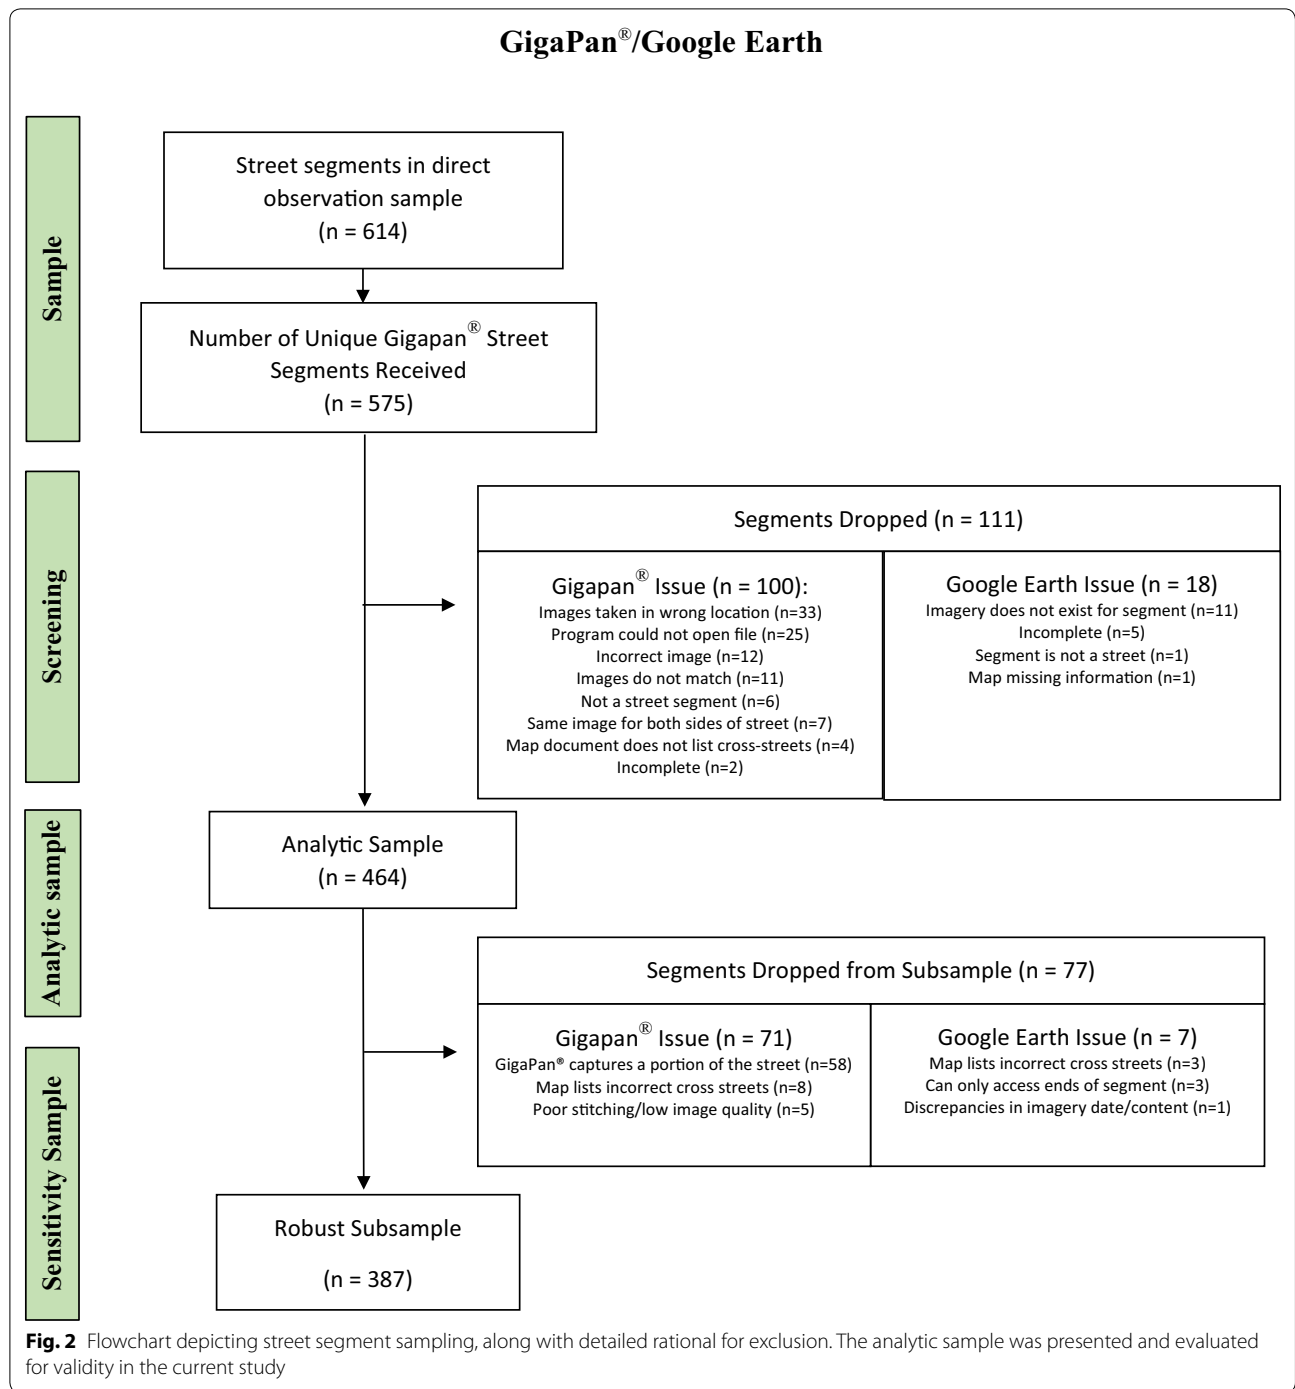 GigaPan®/Google Earth
Sample
Street segments in direct
observation sample
(n = 614)
Number of Unique Gigapan® Street
Segments Received
(n = 575)
Screening
Segments Dropped (n = 111)
Gigapan® Issue (n = 100):
Images taken in wrong location (n=33)
Program could not open file (n=25)
Incorrect image (n=12)
Images do not match (n=11)
Not a street segment (n=6)
Same image for both sides of street (n=7)
Map document does not list cross-streets (n=4)
Incomplete (n=2)
Google Earth Issue (n = 18)
Imagery does not exist for segment (n=11)
Incomplete (n=5)
Segment is not a street (n=1)
Map missing information (n=1)
Analytic sample
Analytic Sample
(n = 464)
Segments Dropped from Subsample (n = 77)
Gigapan® Issue (n = 71)
GigaPan® captures a portion of the street (n=58)
Map lists incorrect cross streets (n=8)
Poor stitching/low image quality (n=5)
Google Earth Issue (n = 7)
Map lists incorrect cross streets (n=3)
Can only access ends of segment (n=3)
Discrepancies in imagery date/content (n=1)
Sensitivity Sample
Robust Subsample
(n = 387)
Fig. 2 Flowchart depicting street segment sampling, along with detailed rational for exclusion. The analytic sample was presented and evaluated
for validity in the current study